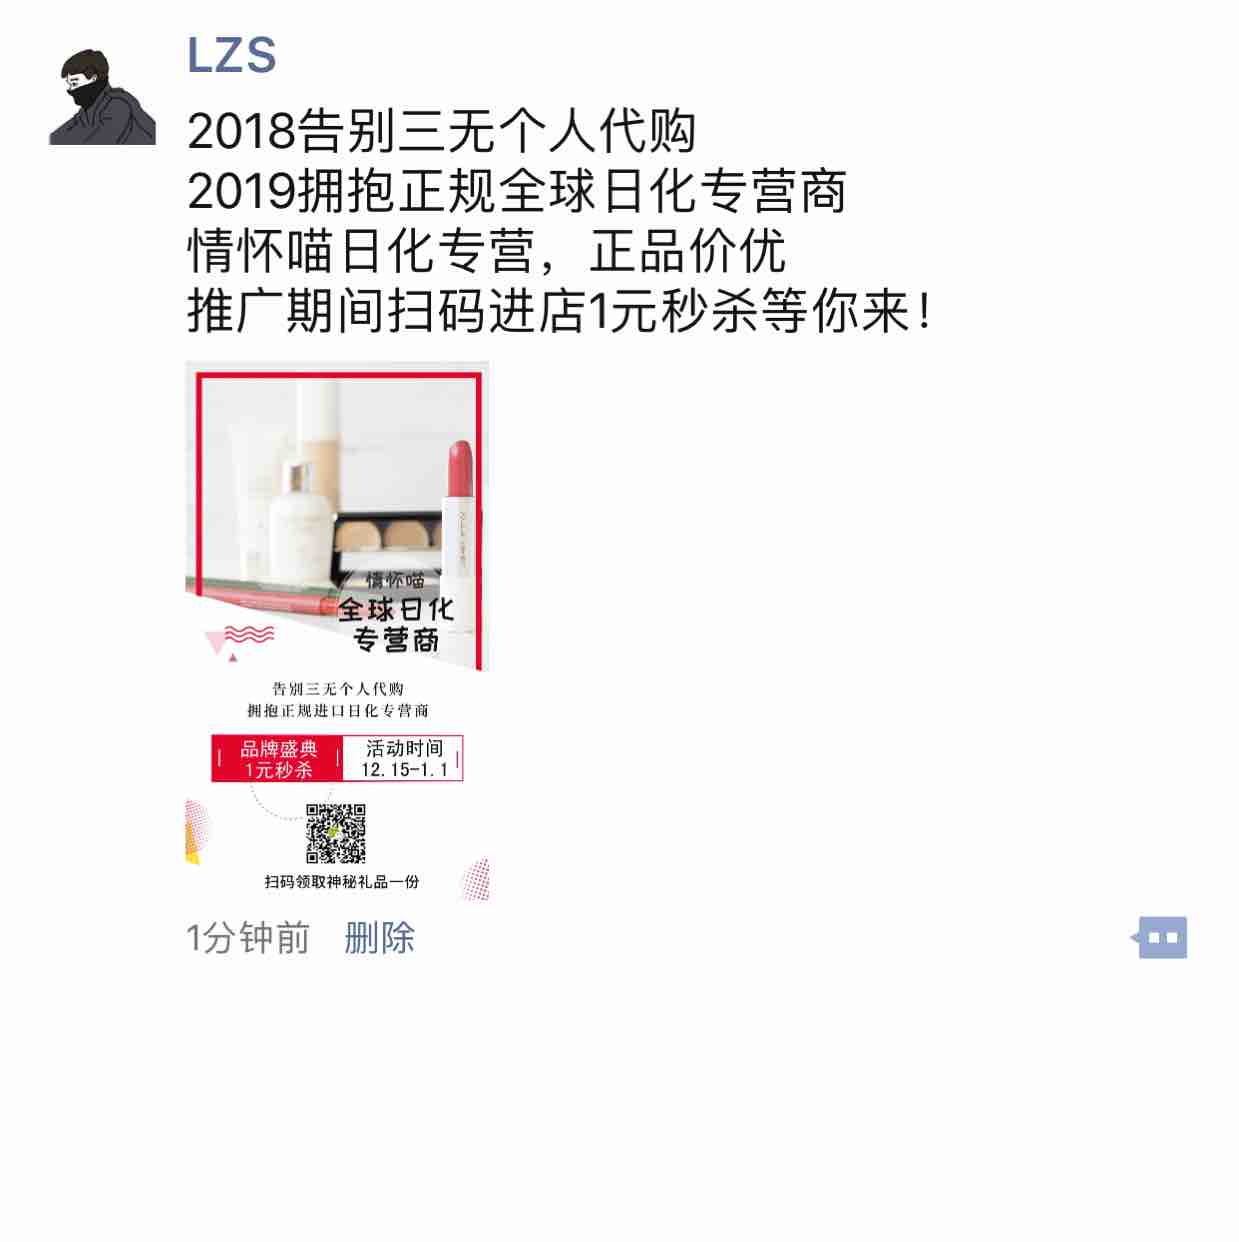 LZS
2018告别三无个人代购
2019拥抱正规全球日化专营商
情怀喵日化专营，正品价优
推广期间扫码进店1元秒杀等你来！
情怀喵
全球日化
专营商
告别三无个人代购
拥抱正规进口日化专营商
品牌盛典
1元秒杀
活动时间
12.15-1.1
扫码领取神秘礼品一份
1分钟前 删除